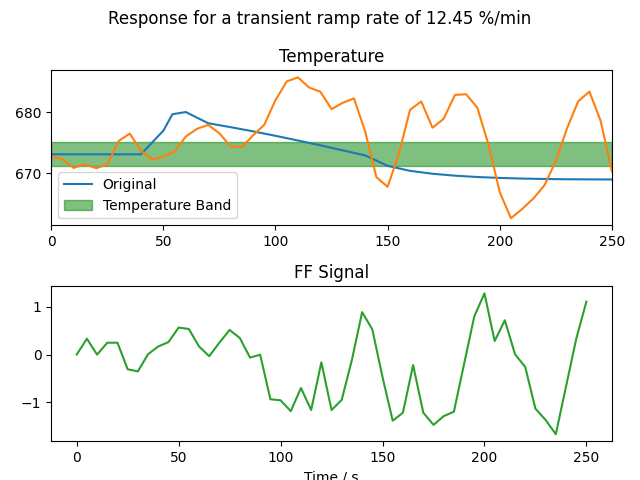 Response for a transient ramp rate of 12.45 %/min
Temperature
680
670
Original
Temperature Band
0 50 100 150 200 250
FF Signal
1
0
−1
0 50 100 150 200 250
Time / s